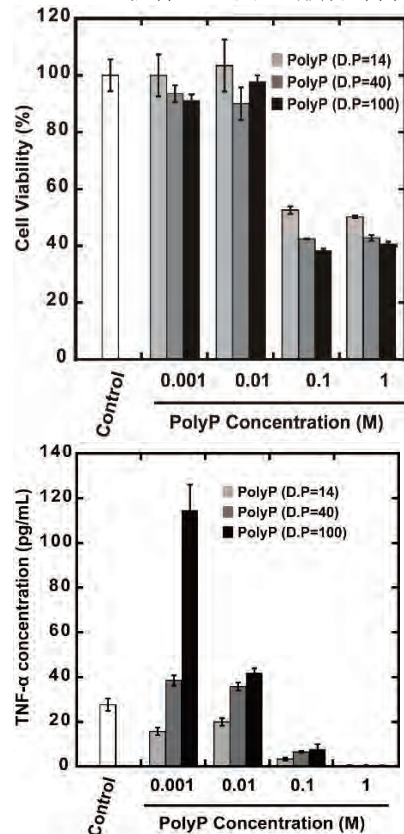 120
PolyP (D.P=14)
PolyP (D.P=40)
PolyP (D.P=100)
100
80
60
40
20
0
Cell Viability (%)
Control
0.001 0.01 0.1 1
PolyP Concentration (M)
140
120
100
80
60
40
20
0
TNF-α concentration (pg/mL)
PolyP (D.P=14)
PolyP (D.P=40)
PolyP (D.P=100)
Control
0.001 0.01 0.1 1
PolyP Concentration (M)